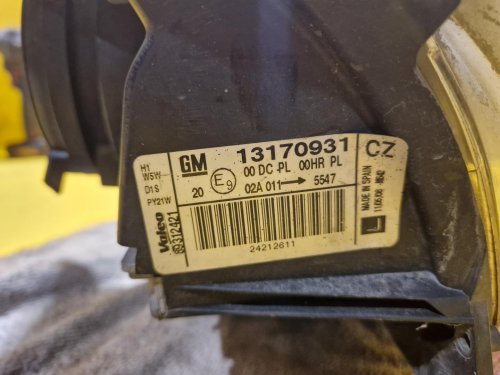 H1
W5W
D1S
PY21W
Valeo
89312421
GM 13170931
00 DC PL 00HR PL
20 E9 02A 011 → 5547
24212611
CZ
MADE IN SPAIN
L